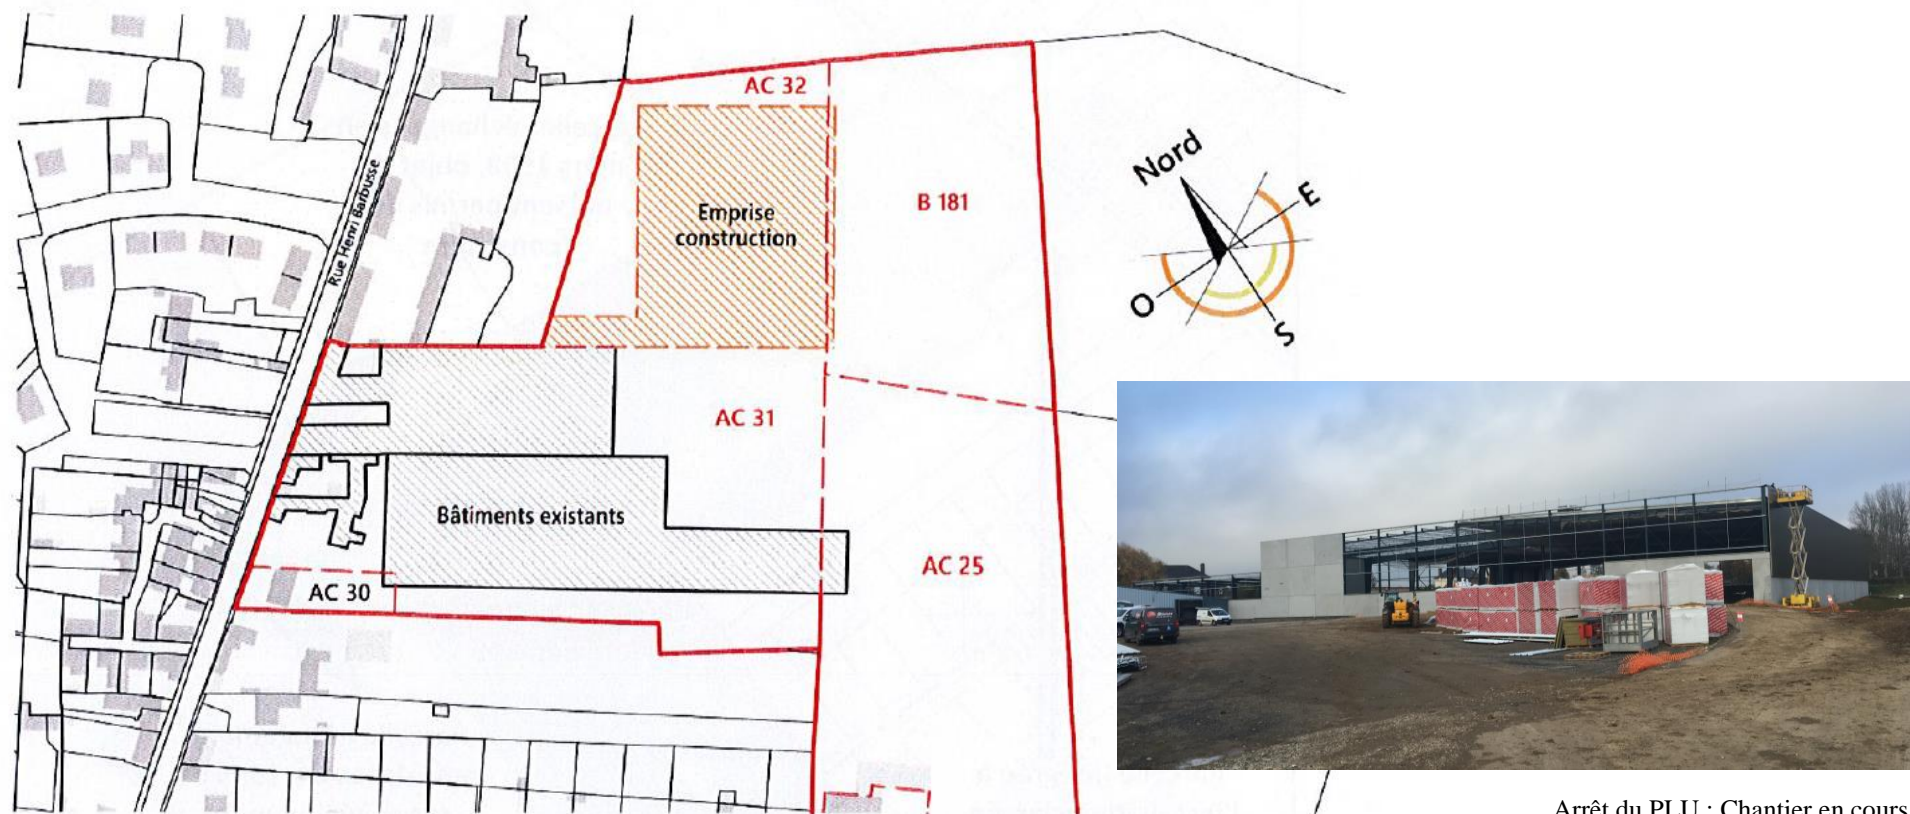 AC 32
Rue Henri Barbusse
Emprise
construction
B 181
Nord
E
O
S
AC 31
Bâtiments existants
AC 25
AC 30
Arrêt du PLU : Chantier en cours